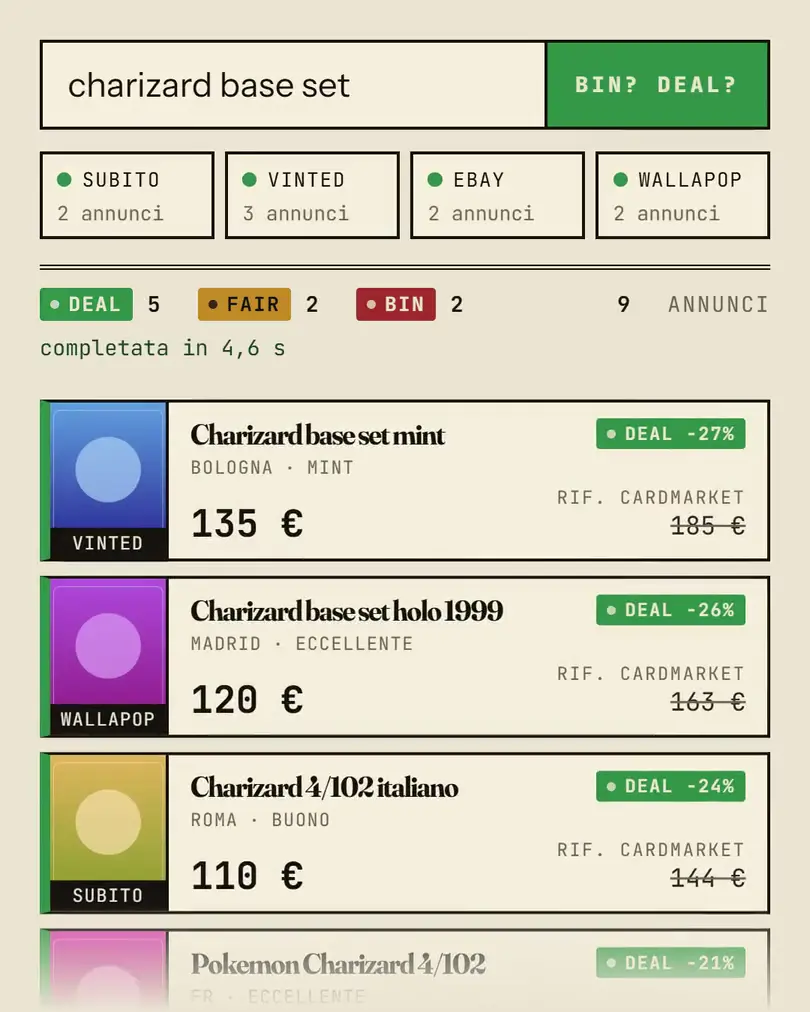 charizard base set
BIN? DEAL?
SUBITO
2 annunci
VINTED
3 annunci
EBAY
2 annunci
WALLAPOP
2 annunci
DEAL 5 FAIR 2 BIN 2 9 ANNUNCI
completata in 4,6 s
Charizard base set mint
DEAL -27%
BOLOGNA · MINT
RIF. CARDMARKET
135 €
185 €
VINTED
Charizard base set holo 1999
DEAL -26%
MADRID · ECCELLENTE
RIF. CARDMARKET
120 €
163 €
WALLAPOP
Charizard 4/102 italiano
DEAL -24%
ROMA · BUONO
RIF. CARDMARKET
110 €
144 €
SUBITO
Pokemon Charizard 4/102
DEAL -21%
FR · ECCELLENTE